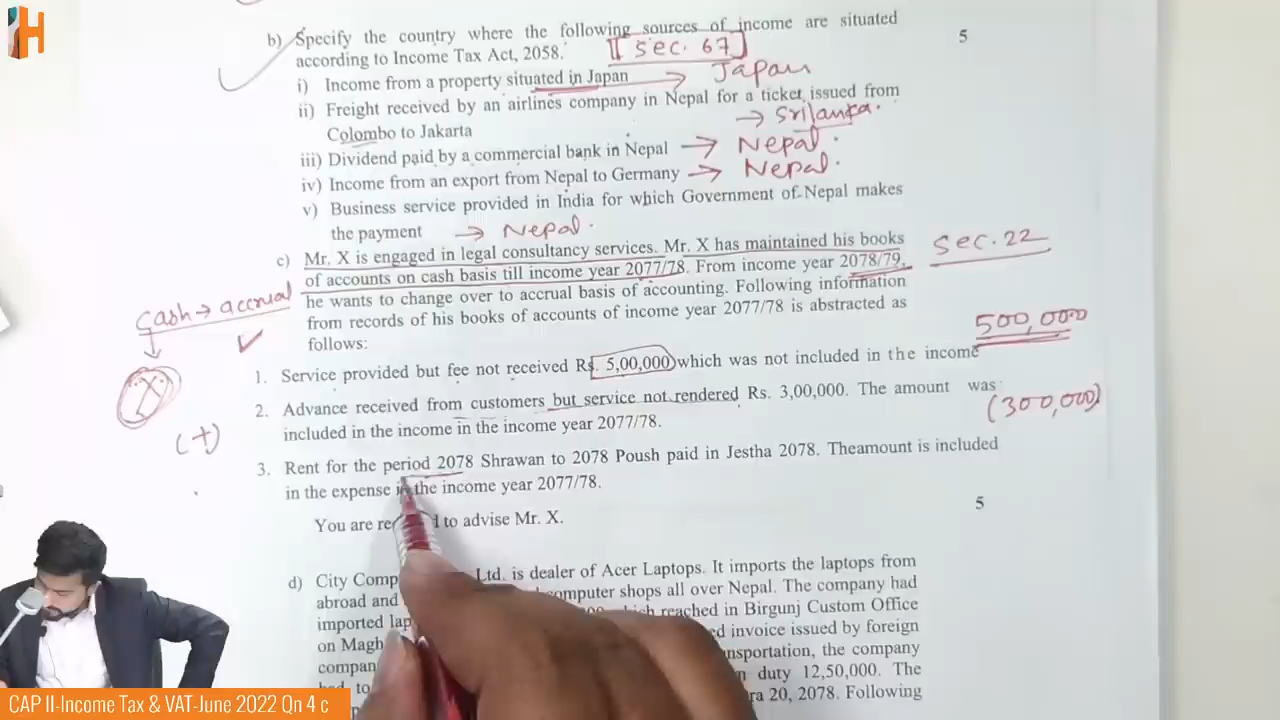 H
b) Specify the country where the following sources of income are situated 5
according to Income Tax Act, 2058. [Sec. 67]
i) Income from a property situated in Japan → Japan
ii) Freight received by an airlines company in Nepal for a ticket issued from
Colombo to Jakarta → Srilanka.
iii) Dividend paid by a commercial bank in Nepal → Nepal.
iv) Income from an export from Nepal to Germany → Nepal.
v) Business service provided in India for which Government of Nepal makes
the payment → Nepal.
c) Mr. X is engaged in legal consultancy services. Mr. X has maintained his books Sec. 22
of accounts on cash basis till income year 2077/78. From income year 2078/79,
cash → accrual he wants to change over to accrual basis of accounting. Following information
from records of his books of accounts of income year 2077/78 is abstracted as
follows:
500,000
1. Service provided but fee not received Rs. 5,00,000 which was not included in the income
X
2. Advance received from customers but service not rendered Rs. 3,00,000. The amount was (300,000)
(+) included in the income in the income year 2077/78.
3. Rent for the period 2078 Shrawan to 2078 Poush paid in Jestha 2078. Theamount is included
in the expense in the income year 2077/78.
You are to advise Mr. X. 5
d) City Comp Ltd. is dealer of Acer Laptops. It imports the laptops from
abroad and computer shops all over Nepal. The company had
imported lap which reached in Birgunj Custom Office
on Magh invoice issued by foreign
compan transportation, the company
had to duty 12,50,000. The
20, 2078. Following
CAP II-Income Tax & VAT-June 2022 Qn 4 c